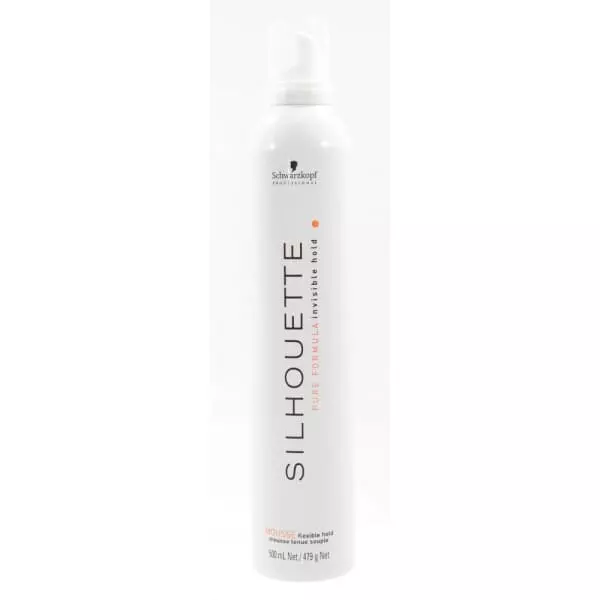 Schwarzkopf
PROFESSIONAL
SILHOUETTE
PURE FORMULA invisible hold
MOUSSE flexible hold
mousse tenue souple
500 mL Net./ 479 g Net